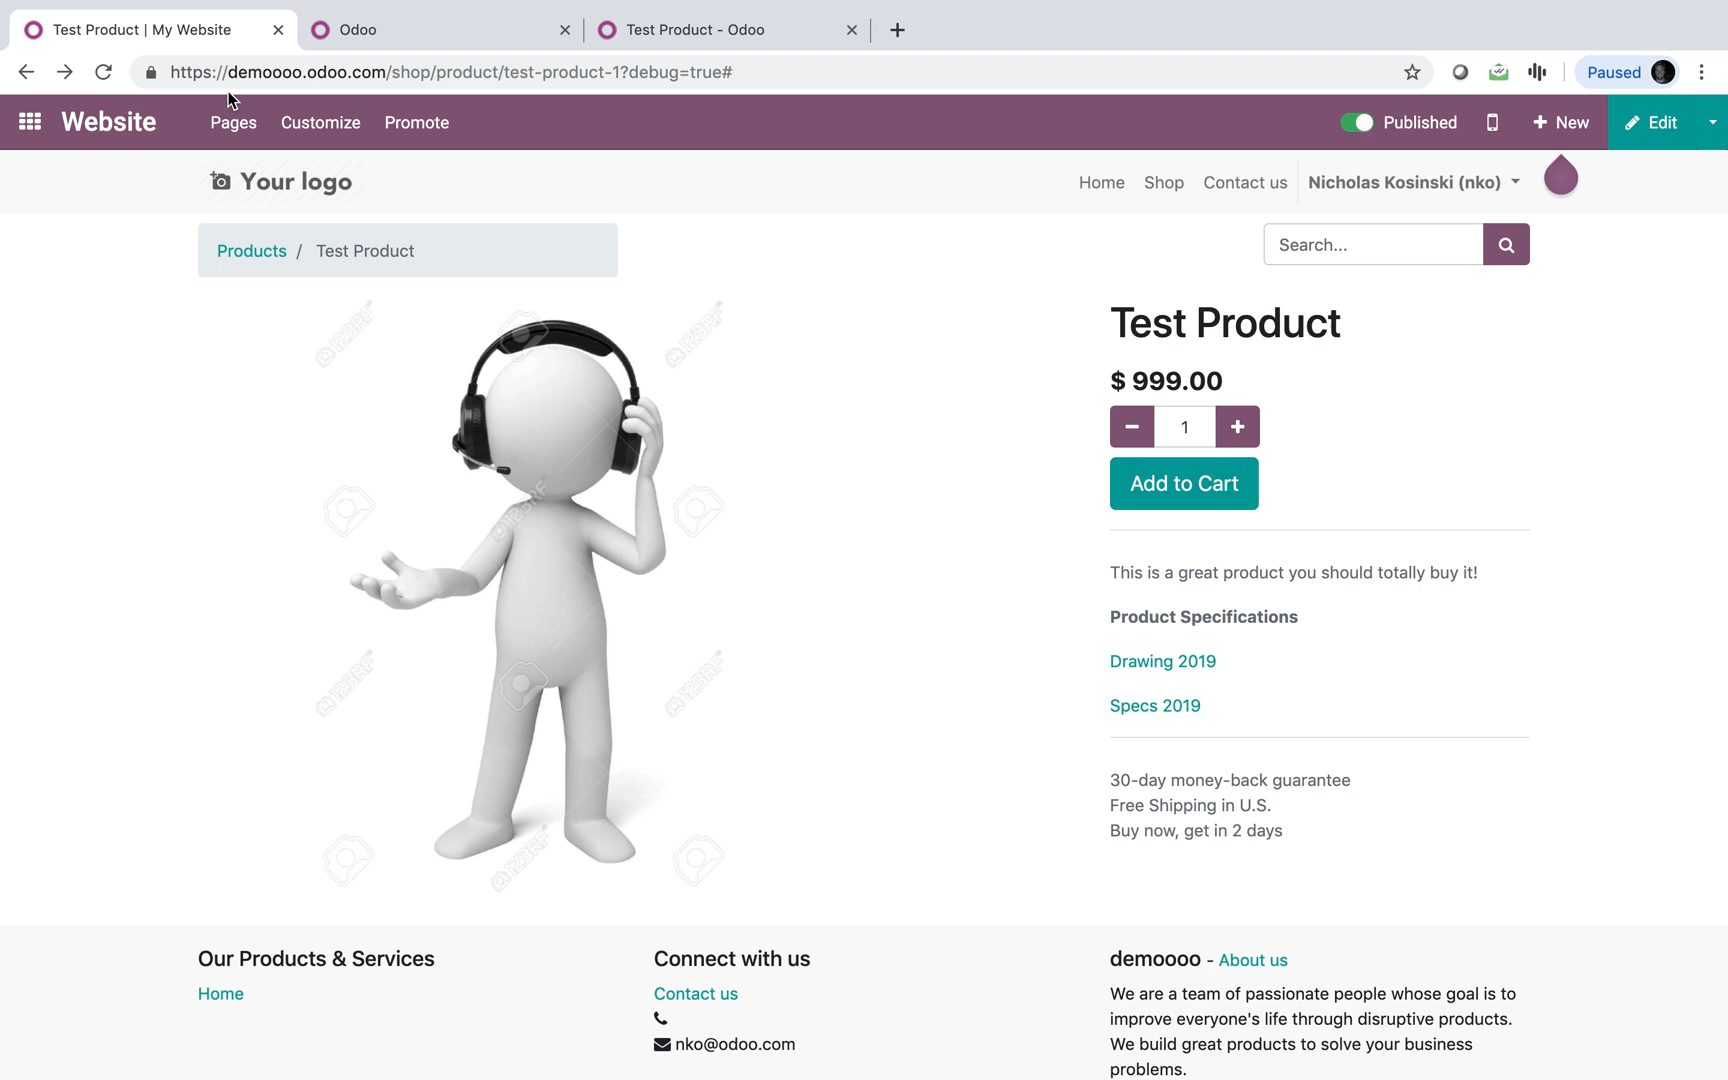 Test Product | My Website
Odoo
Test Product - Odoo
https://demoooo.odoo.com/shop/product/test-product-1?debug=true#
Paused
Website
Pages
Customize
Promote
Published
New
Edit
Your logo
Home
Shop
Contact us
Nicholas Kosinski (nko)
Products / Test Product
Search...
Test Product
$ 999.00
1
Add to Cart
This is a great product you should totally buy it!
Product Specifications
Drawing 2019
Specs 2019
30-day money-back guarantee
Free Shipping in U.S.
Buy now, get in 2 days
123RF
123RF
123RF
123RF
123RF
123RF
Our Products & Services
Home
Connect with us
Contact us
nko@odoo.com
demoooo - About us
We are a team of passionate people whose goal is to
improve everyone's life through disruptive products.
We build great products to solve your business
problems.